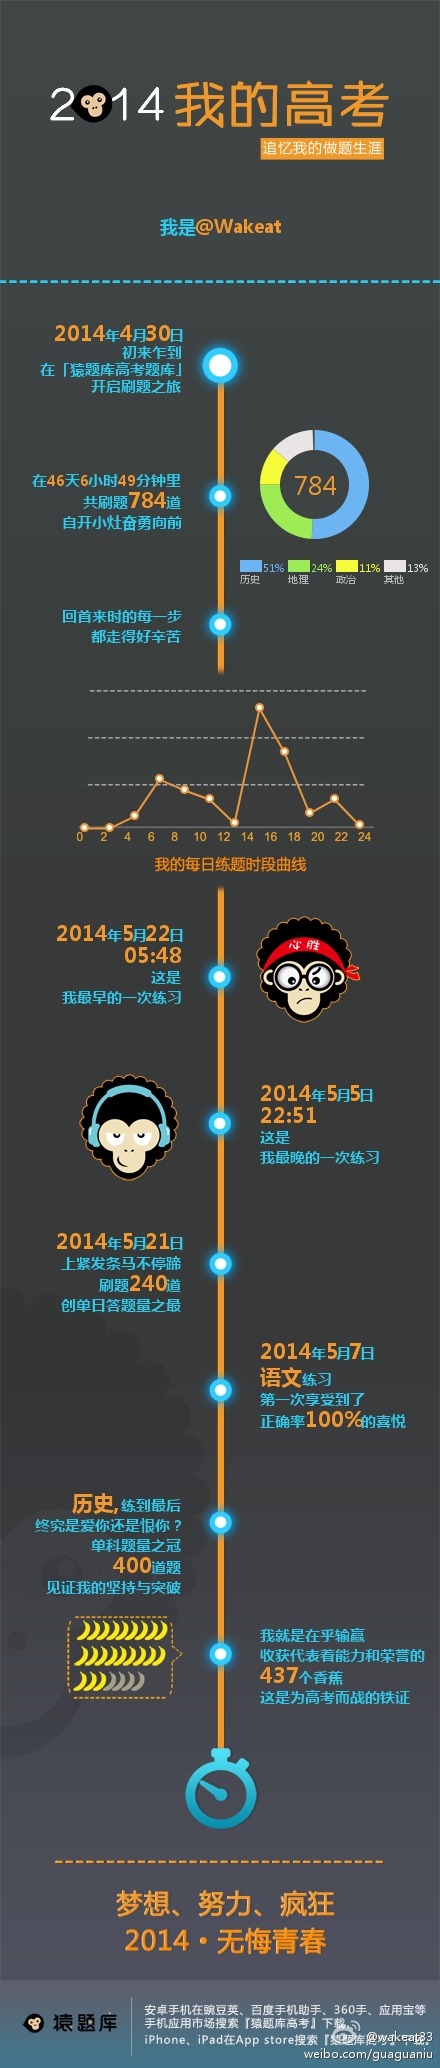 2014 我的高考
追忆我的做题生涯
我是@Wakeat
2014年4月30日
初来乍到
在「猿题库高考题库」
开启刷题之旅
在46天6小时49分钟里
共刷题784道
自开小灶奋勇向前
784
51% 24% 11% 13%
历史 地理 政治 其他
回首来时的每一步
都走得好辛苦
0 2 4 6 8 10 12 14 16 18 20 22 24
我的每日练题时段曲线
2014年5月22日
05:48
这是
我最早的一次练习
心 胜
2014年5月5日
22:51
这是
我最晚的一次练习
2014年5月21日
上紧发条马不停蹄
刷题240道
创单日答题量之最
2014年5月7日
语文练习
第一次享受到了
正确率100%的喜悦
历史,练到最后
终究是爱你还是恨你？
单科题量之冠
400道题
见证我的坚持与突破
我就是在乎输赢
收获代表着能力和荣誉的
437个香蕉
这是为高考而战的铁证
梦想、努力、疯狂
2014·无悔青春
猿题库
安卓手机在豌豆荚、百度手机助手、360手、应用宝等
手机应用市场搜索『猿题库高考』下载。
iPhone、iPad在App store搜索『猿题库高考』下载。
@wakeat33
weibo.com/guaguaniu